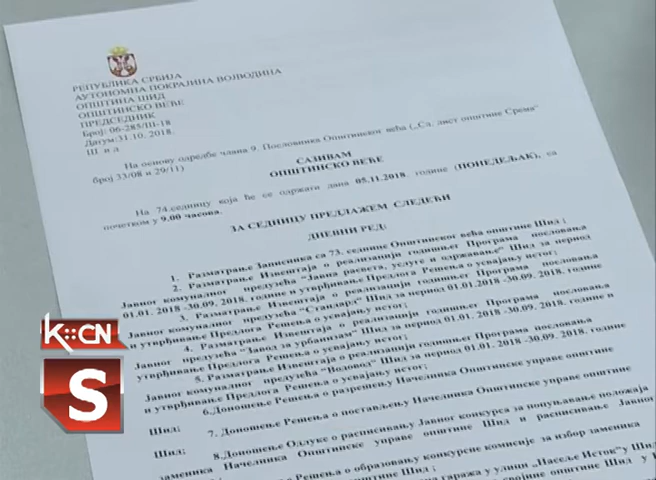 РЕПУБЛИКА СРБИЈА
АУТОНОМНА ПОКРАЈИНА ВОЈВОДИНА
ОПШТИНА ШИД
ОПШТИНСКО ВЕЋЕ
ПРЕДСЕДНИК
Број: 06-285/III-18
Датум:31.10. 2018.
Ш и д
На основу одредбе члана 9. Пословника Општинског већа („Сл. лист општине Срема“
број 33/08 и 29/11)
САЗИВАМ
ОПШТИНСКО ВЕЋЕ
На 74.седницу која ће се одржати дана 05.11.2018. године (ПОНЕДЕЉАК), са
почетком у 9.00 часова.
ЗА СЕДНИЦУ ПРЕДЛАЖЕМ СЛЕДЕЋИ
ДНЕВНИ РЕД:
1. Разматрање Записника са 73. седнице Општинског већа општине Шид ;
2. Разматрање Извештаја о реализацији годишњег Програма пословања
Јавног комуналног предузећа “Јавна расвета, услуге и одржавање” Шид за период
01.01. 2018 -30.09. 2018. године и утврђивање Предлога Решења о усвајању истог;
3. Разматрање Извештаја о реализацији годишњег Програма пословања
Јавног комуналног предузећа“Стандард” Шид за период 01.01.2018 -30.09. 2018. године
и утврђивање Предлога Решења о усвајању истог;
4. Разматрање Извештаја о реализацији годишњег Програма пословања
Јавног предузећа “Завод за урбанизам” Шид за период 01.01. 2018 -30.09. 2018. године и
утврђивање Предлога Решења о усвајању истог;
5. Разматрање Извештаја о реализацији годишњег Програма пословања
Јавног комуналног предузећа “Водовод” Шид за период 01.01. 2018 -30.09. 2018. године
и утврђивање Предлога Решења о усвајању истог;
6.Доношење Решења о разрешењу Начелника Општинске управе општине
Шид;
7. Доношење Решења о постављењу Начелника Општинске управе општине
Шид;
8.Доношење Одлуке о расписивању Јавног конкурса за попуњавање положаја
заменика Начелника Општинске управе општине Шид и расписивање Јавног
Решења о образовању конкурсне комисије за избор заменика
општине Шид ;
гаража у улици „Насеље Исток“у Шид
својине општине Шид у
K::CN
S